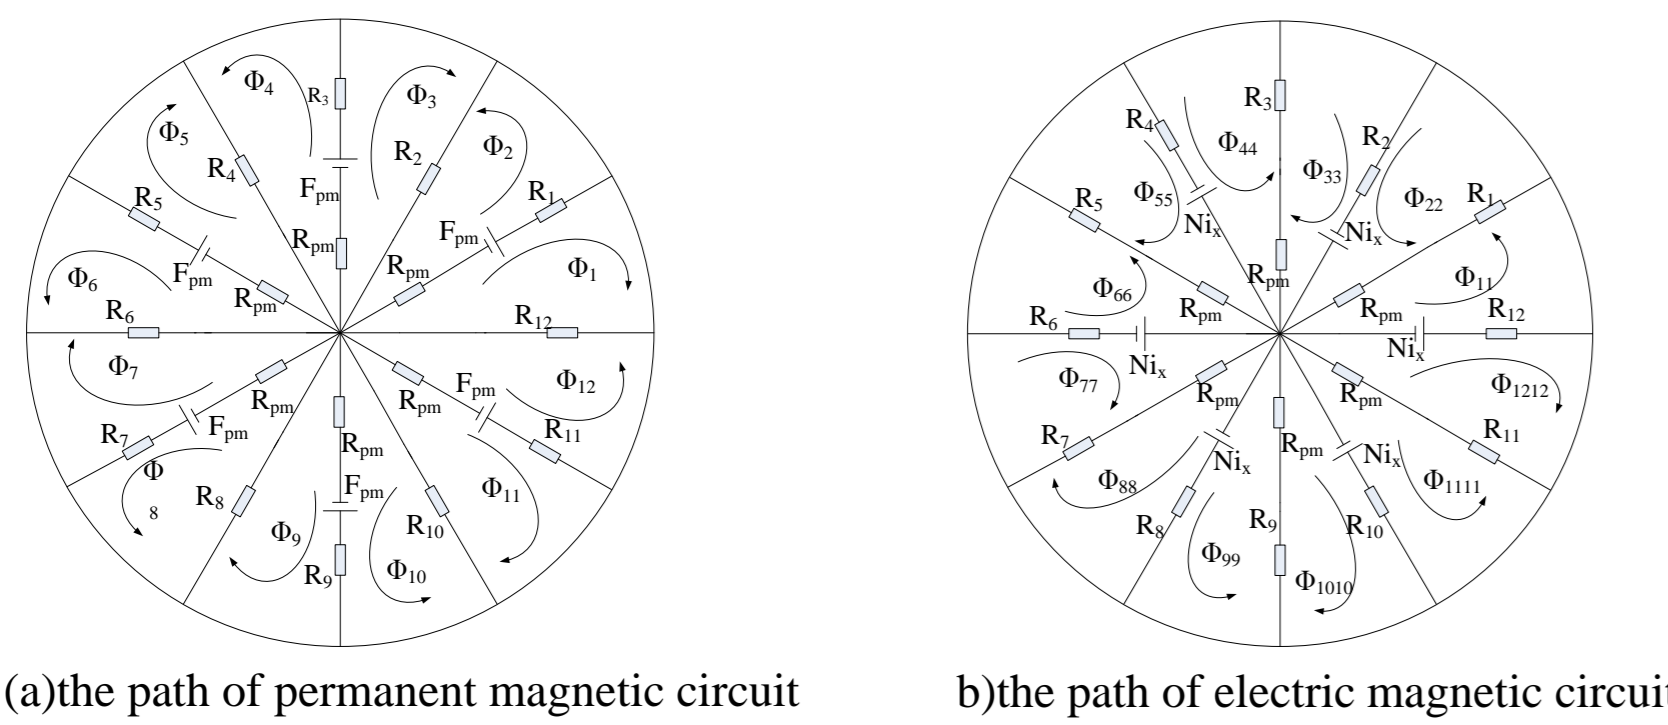 Φ4
R3
Φ3
Φ5
R4
R2
Φ2
Fpm
R5
R1
Fpm
Rpm
Φ6
Fpm
Rpm
Rpm
Φ1
R6
R12
Φ7
Rpm
Rpm
Fpm
Φ12
R7
Fpm
Rpm
R11
Φ
8
R8
Fpm
Φ11
Φ9
R10
R9
Φ10
(a)the path of permanent magnetic circuit
R3
R4
Φ44
R2
Φ33
Φ55
Φ22
R5
R1
Nix
Nix
Rpm
Φ66
Rpm
Rpm
Φ11
R6
R12
Nix
Nix
Φ77
Rpm
Rpm
Φ1212
R7
Rpm
R11
Nix
Nix
Φ88
Φ1111
R8
R9
R10
Φ99
Φ1010
b)the path of electric magnetic circuit